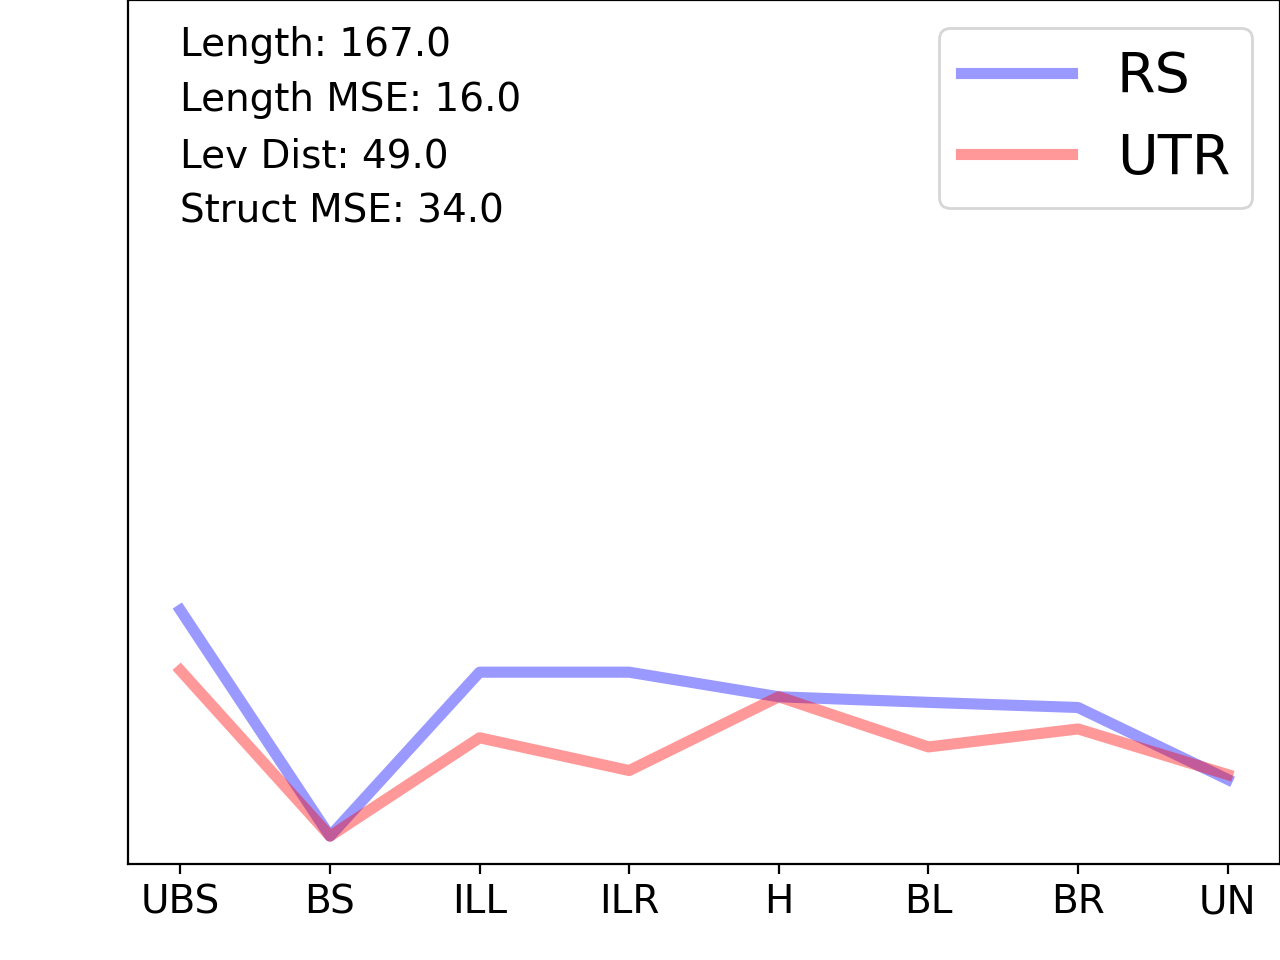 Length: 167.0
Length MSE: 16.0
Lev Dist: 49.0
Struct MSE: 34.0
RS
UTR
UBS BS ILL ILR H BL BR UN